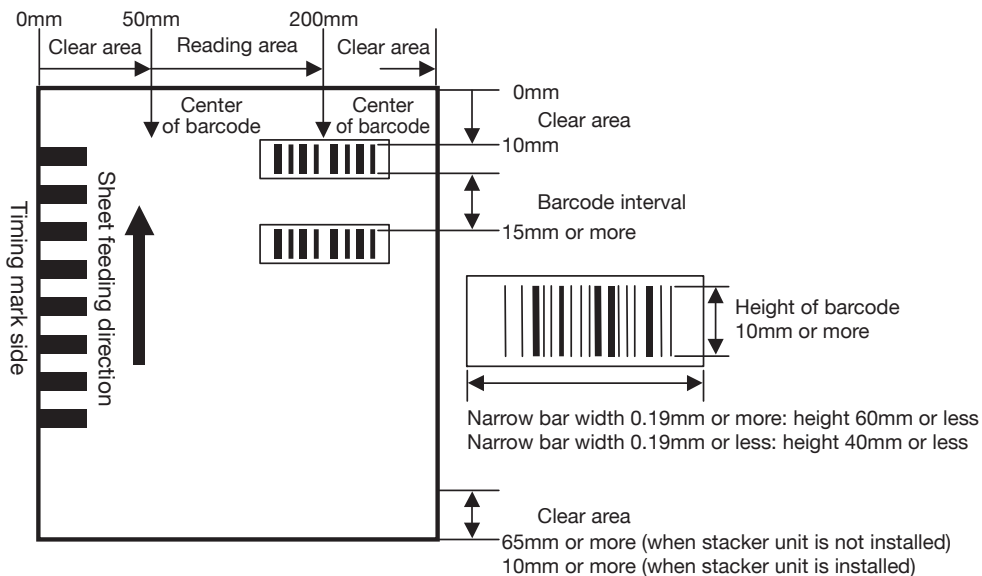 0mm 50mm 200mm
Clear area Reading area Clear area
Center
of barcode
Center
of barcode
0mm
Clear area
10mm
Barcode interval
15mm or more
Timing mark side
Sheet feeding direction
Height of barcode
10mm or more
Narrow bar width 0.19mm or more: height 60mm or less
Narrow bar width 0.19mm or less: height 40mm or less
Clear area
65mm or more (when stacker unit is not installed)
10mm or more (when stacker unit is installed)